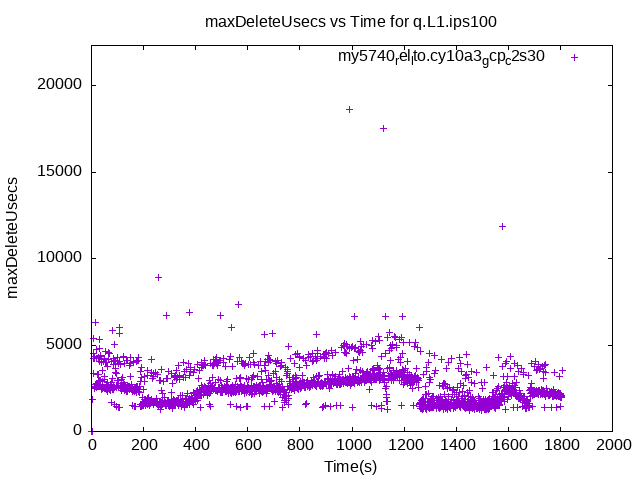 maxDeleteUsecs vs Time for q.L1.ips100
my5740relto.cy10a3gcpc2s30
20000
15000
10000
5000
0
maxDeleteUsecs
0 200 400 600 800 1000 1200 1400 1600 1800 2000
Time(s)